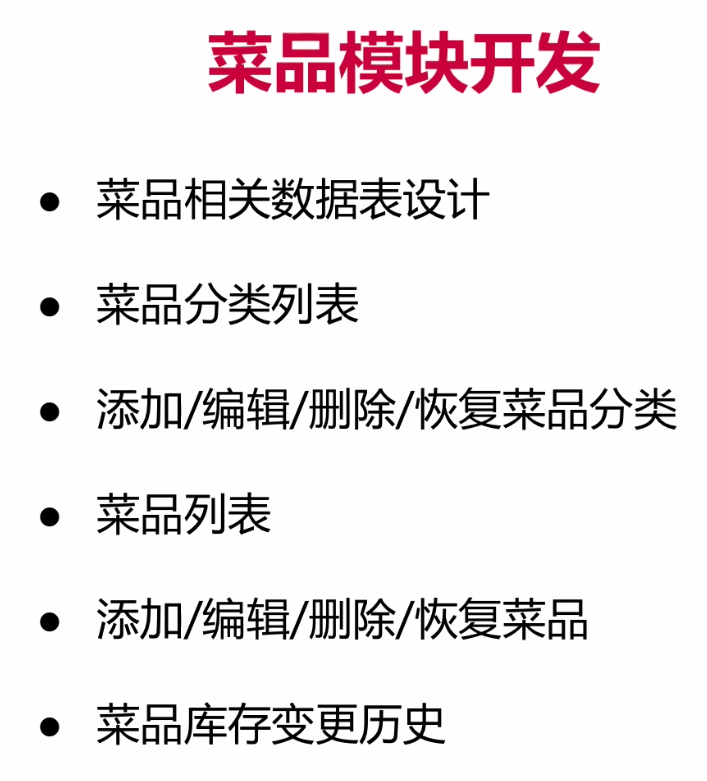 菜品模块开发
● 菜品相关数据表设计
● 菜品分类列表
● 添加/编辑/删除/恢复菜品分类
● 菜品列表
● 添加/编辑/删除/恢复菜品
● 菜品库存变更历史